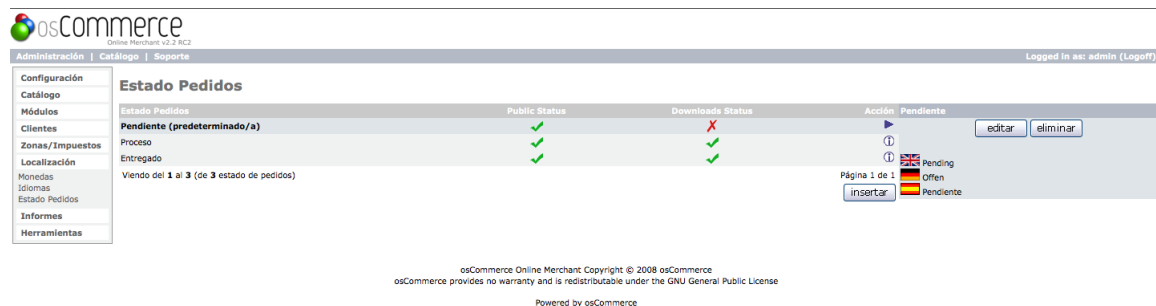 osCommerce
Online Merchant v2.2 RC2
Administración | Catálogo | Soporte
Logged in as: admin (Logoff)
Configuración
Catálogo
Módulos
Clientes
Zonas/Impuestos
Localización
Monedas
Idiomas
Estado Pedidos
Informes
Herramientas
Estado Pedidos
Estado Pedidos Public Status Downloads Status Acción
Pendiente (predeterminado/a)
Proceso
Entregado
Viendo del 1 al 3 (de 3 estado de pedidos) Página 1 de 1
insertar
Pendiente
editar eliminar
Pending
Offen
Pendiente
osCommerce Online Merchant Copyright © 2008 osCommerce
osCommerce provides no warranty and is redistributable under the GNU General Public License
Powered by osCommerce